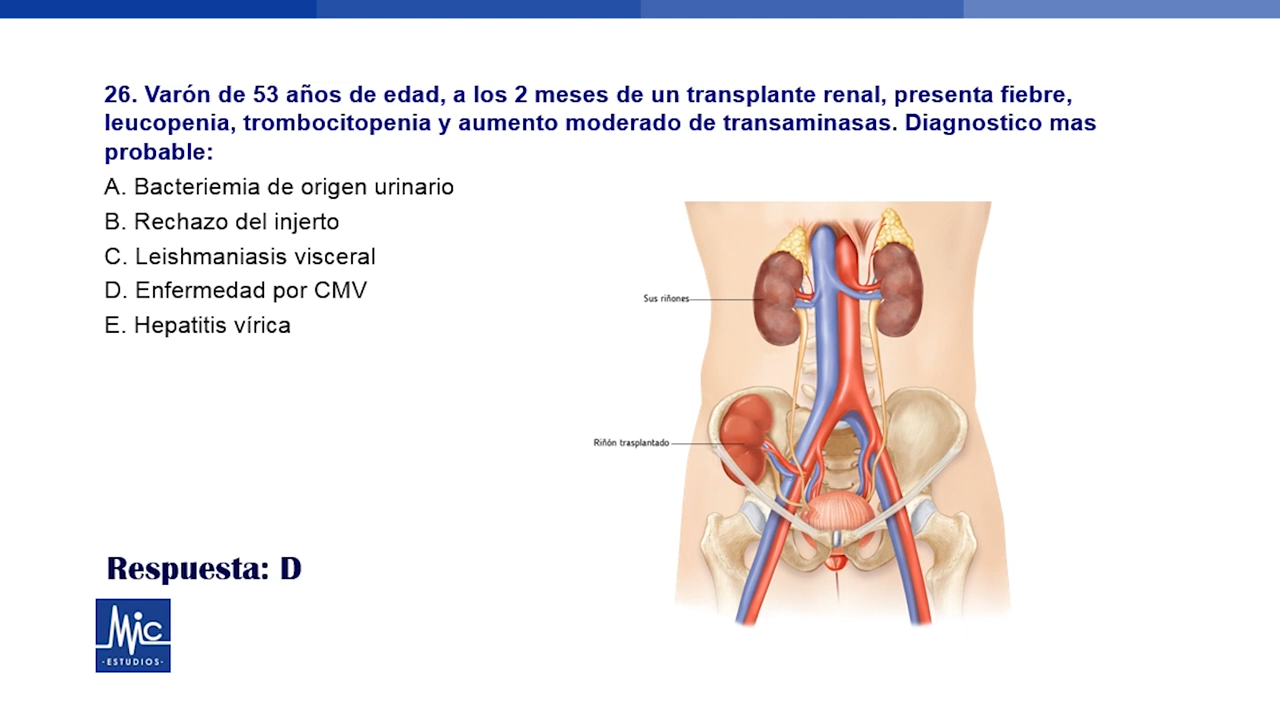 26. Varón de 53 años de edad, a los 2 meses de un transplante renal, presenta fiebre,
leucopenia, trombocitopenia y aumento moderado de transaminasas. Diagnostico mas
probable:
A. Bacteriemia de origen urinario
B. Rechazo del injerto
C. Leishmaniasis visceral
D. Enfermedad por CMV
E. Hepatitis vírica
Sus riñones
Riñón trasplantado
Respuesta: D
Mic
·ESTUDIOS·